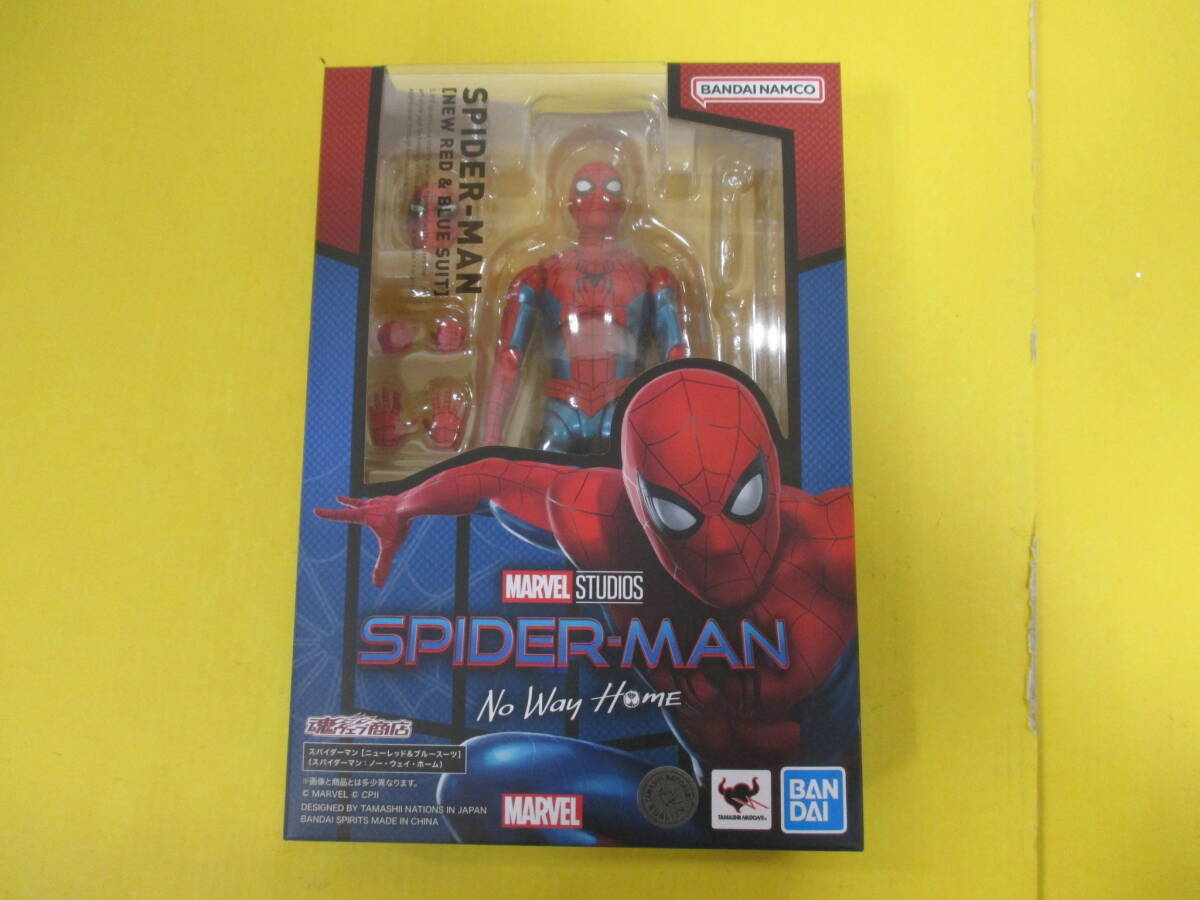 BANDAI NAMCO
SPIDER-MAN
[NEW RED & BLUE SUIT]
MARVEL STUDIOS
SPIDER-MAN
No Way Home
魂ウェブ商店
スパイダーマン [ニューレッド&ブルースーツ]
(スパイダーマン:ノー・ウェイ・ホーム)
※画像と商品とは多少異なります。
© MARVEL © CPII
DESIGNED BY TAMASHII NATIONS IN JAPAN
BANDAI SPIRITS MADE IN CHINA
MARVEL
TAMASHII NATIONS
BAN
DAI